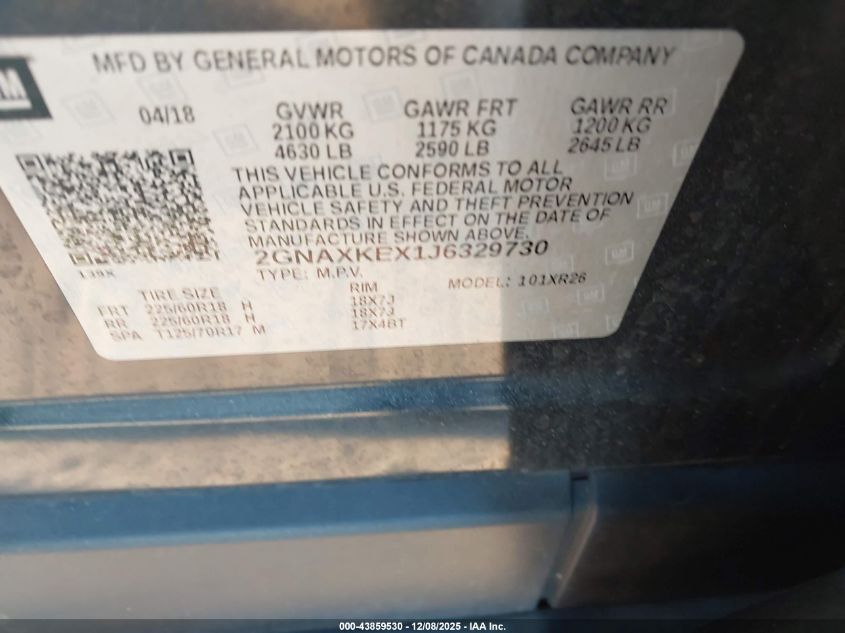 MFD BY GENERAL MOTORS OF CANADA COMPANY
GM
04/18
GVWR
2100 KG
4630 LB
GAWR FRT
1175 KG
2590 LB
GAWR RR
1200 KG
2645 LB
THIS VEHICLE CONFORMS TO ALL
APPLICABLE U.S. FEDERAL MOTOR
VEHICLE SAFETY AND THEFT PREVENTION
STANDARDS IN EFFECT ON THE DATE OF
MANUFACTURE SHOWN ABOVE.
139X
2GNAXKEX1J6329730
TYPE: M.P.V.
MODEL: 101XR26
TIRE SIZE RIM
FRT 225/60R18 H 18X7J
RR 225/60R18 H 18X7J
SPA T125/70R17 M 17X4BT
000-43859530 - 12/08/2025 - IAA Inc.